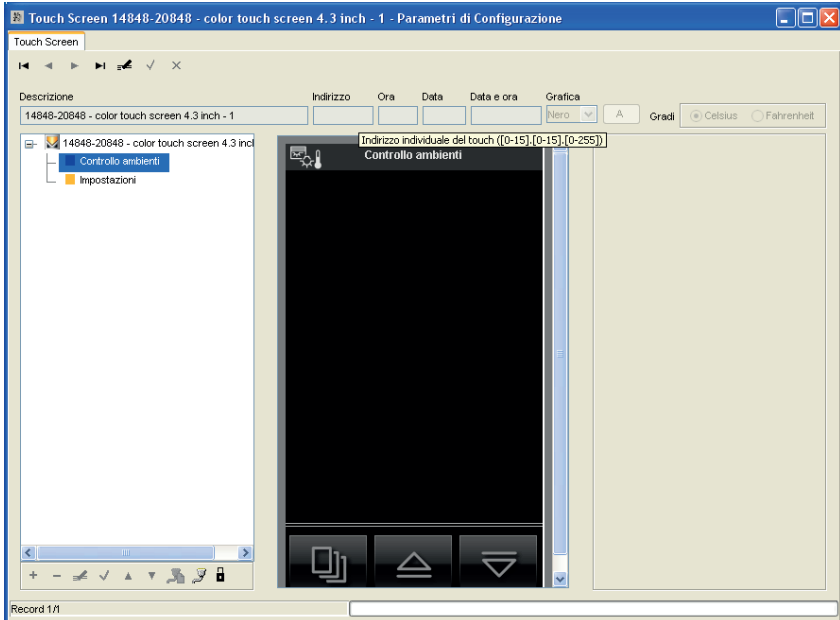 Touch Screen 14848-20848 - color touch screen 4.3 inch - 1 - Parametri di Configurazione
Touch Screen
Descrizione Indirizzo Ora Data Data e ora Grafica
14848-20848 - color touch screen 4.3 inch - 1 Nero A Gradi Celsius Fahrenheit
Indirizzo individuale del touch ([0-15].[0-15].[0-255])
14848-20848 - color touch screen 4.3 incl
Controllo ambienti
Impostazioni
Controllo ambienti
Record 1/1